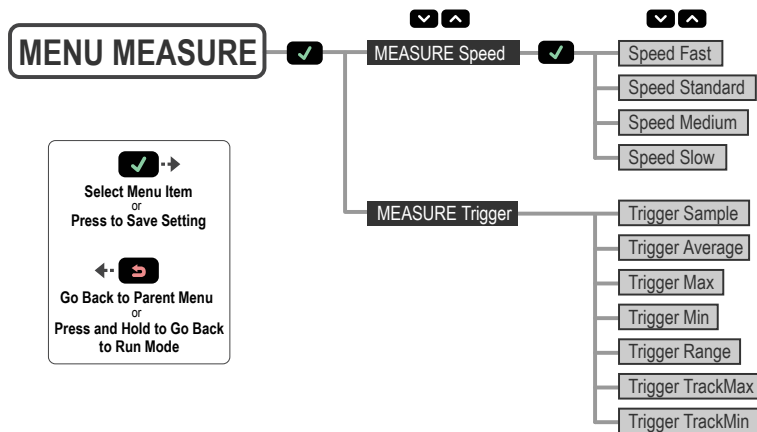 MENU MEASURE
MEASURE Speed
Speed Fast
Speed Standard
Speed Medium
Speed Slow
Select Menu Item
or
Press to Save Setting
Go Back to Parent Menu
or
Press and Hold to Go Back
to Run Mode
MEASURE Trigger
Trigger Sample
Trigger Average
Trigger Max
Trigger Min
Trigger Range
Trigger TrackMax
Trigger TrackMin